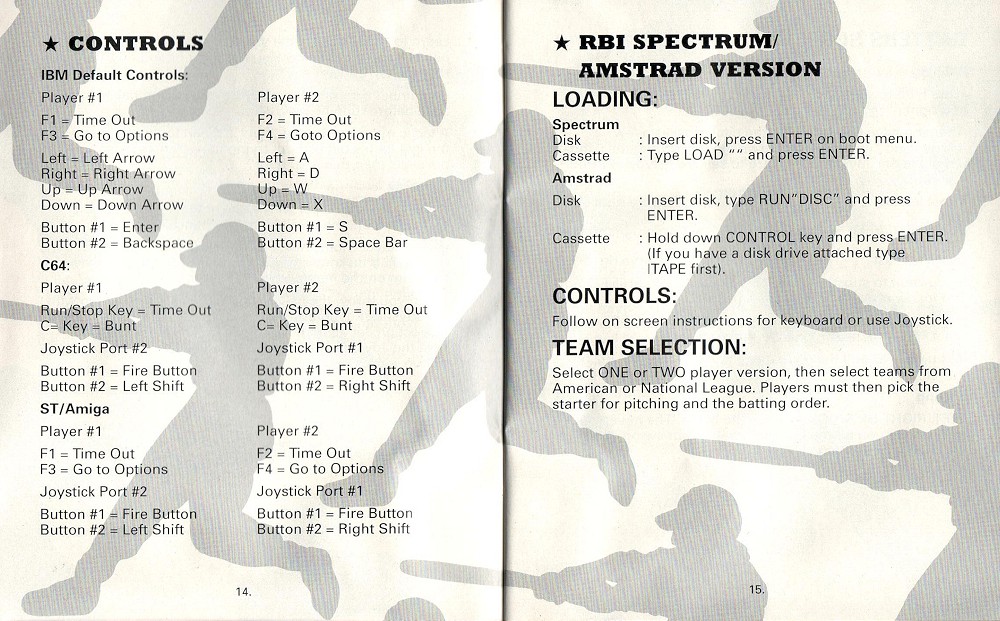 ★ CONTROLS
IBM Default Controls:
Player #1 Player #2
F1 = Time Out F2 = Time Out
F3 = Go to Options F4 = Goto Options
Left = Left Arrow Left = A
Right = Right Arrow Right = D
Up = Up Arrow Up = W
Down = Down Arrow Down = X
Button #1 = Enter Button #1 = S
Button #2 = Backspace Button #2 = Space Bar
C64:
Player #1 Player #2
Run/Stop Key = Time Out Run/Stop Key = Time Out
C= Key = Bunt C= Key = Bunt
Joystick Port #2 Joystick Port #1
Button #1 = Fire Button Button #1 = Fire Button
Button #2 = Left Shift Button #2 = Right Shift
ST/Amiga
Player #1 Player #2
F1 = Time Out F2 = Time Out
F3 = Go to Options F4 = Go to Options
Joystick Port #2 Joystick Port #1
Button #1 = Fire Button Button #1 = Fire Button
Button #2 = Left Shift Button #2 = Right Shift
14.
★ RBI SPECTRUM/
AMSTRAD VERSION
LOADING:
Spectrum
Disk : Insert disk, press ENTER on boot menu.
Cassette : Type LOAD "" and press ENTER.
Amstrad
Disk : Insert disk, type RUN"DISC" and press
ENTER.
Cassette : Hold down CONTROL key and press ENTER.
(If you have a disk drive attached type
|TAPE first).
CONTROLS:
Follow on screen instructions for keyboard or use Joystick.
TEAM SELECTION:
Select ONE or TWO player version, then select teams from
American or National League. Players must then pick the
starter for pitching and the batting order.
15.